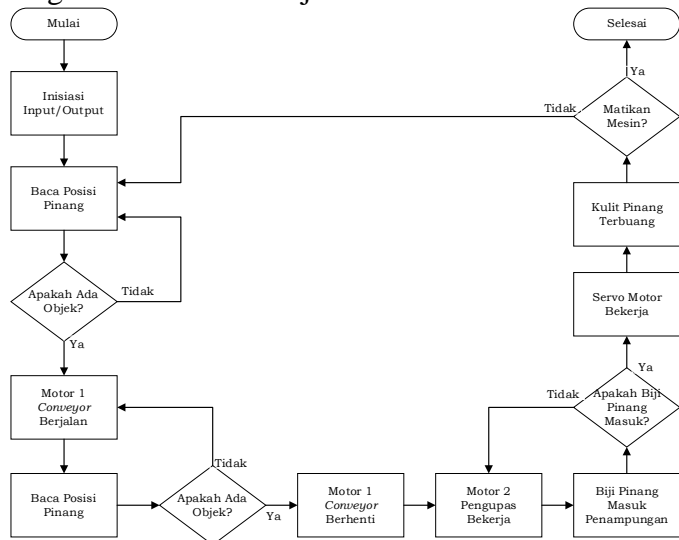 Mulai
Inisiasi
Input/Output
Baca Posisi
Pinang
Apakah Ada
Objek?
Tidak
Ya
Motor 1
Conveyor
Berjalan
Baca Posisi
Pinang
Apakah Ada
Objek?
Tidak
Ya
Motor 1
Conveyor
Berhenti
Motor 2
Pengupas
Bekerja
Biji Pinang
Masuk
Penampungan
Apakah Biji
Pinang
Masuk?
Tidak
Ya
Servo Motor
Bekerja
Kulit Pinang
Terbuang
Matikan
Mesin?
Tidak
Ya
Selesai